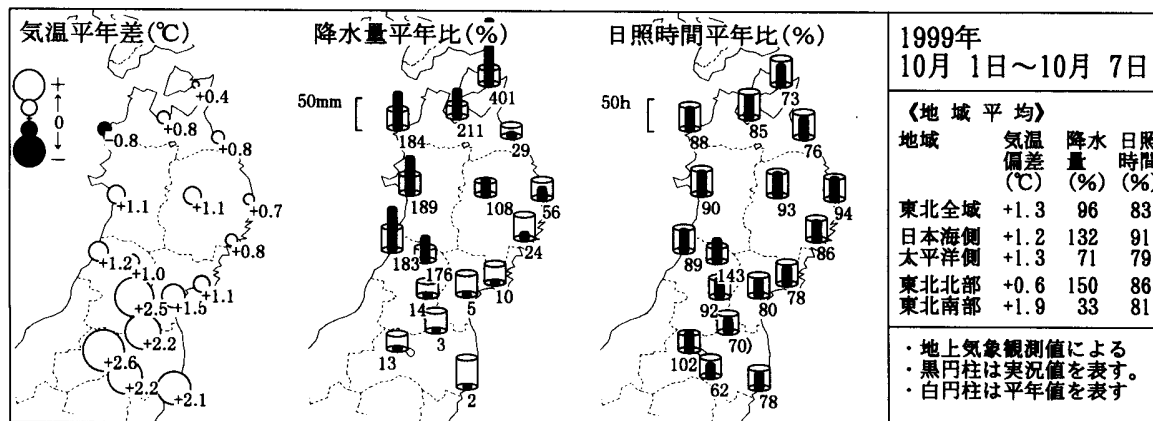 気温平年差(℃)
+
↑
0
↓
−
+0.4
+0.8
-0.8
+0.8
+1.1
+1.1
+0.7
+0.8
+1.2
+1.0
+1.1
+2.5
+1.5
+2.2
+2.6
+2.2
+2.1
降水量平年比(%)
50mm
401
211
184
29
189
108
56
24
183
176
10
14
5
3
13
2
日照時間平年比(%)
50h
73
85
88
76
90
93
94
86
89
143
78
92
80
70
102
62
78
1999年
10月 1日～10月 7日
《地 域 平 均》
地域 気温 降水 日照
偏差 量 時間
(℃) (%) (%)
東北全域 +1.3 96 83
日本海側 +1.2 132 91
太平洋側 +1.3 71 79
東北北部 +0.6 150 86
東北南部 +1.9 33 81
・地上気象観測値による
・黒円柱は実況値を表す。
・白円柱は平年値を表す